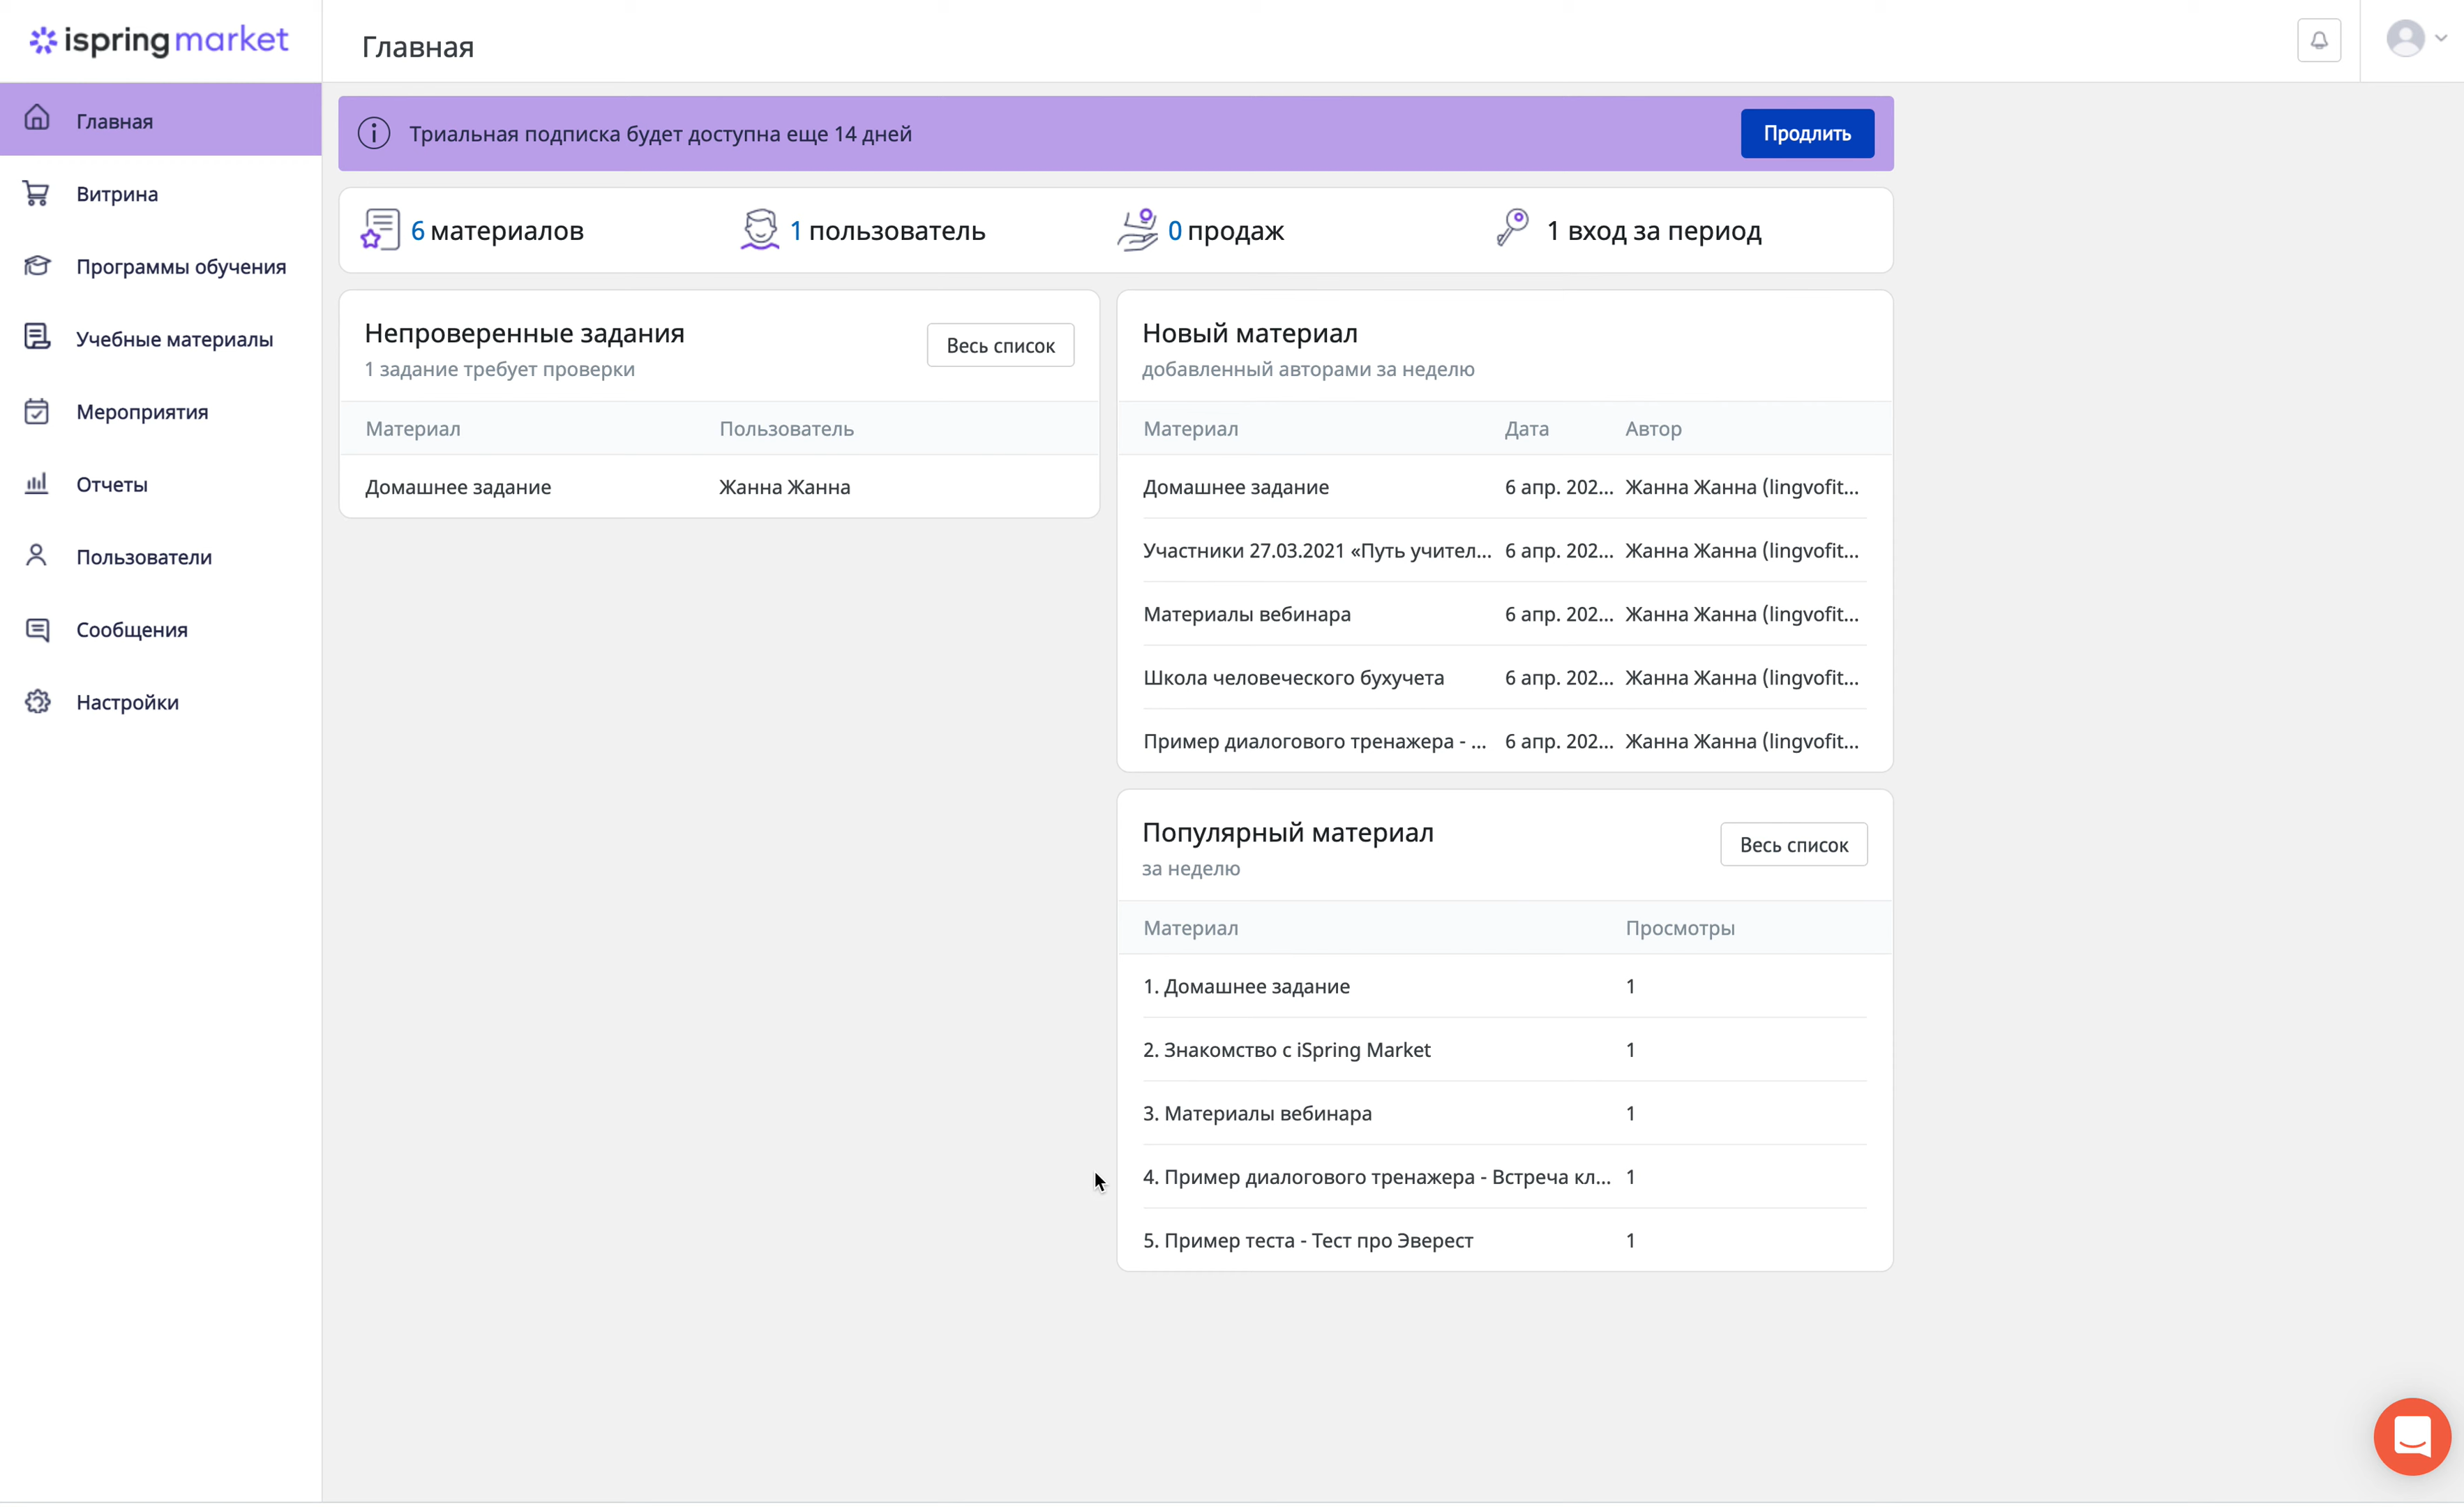 ispring market
Главная
Главная
Витрина
Программы обучения
Учебные материалы
Мероприятия
Отчеты
Пользователи
Сообщения
Настройки
Триальная подписка будет доступна еще 14 дней
Продлить
6 материалов
1 пользователь
0 продаж
1 вход за период
Непроверенные задания
1 задание требует проверки
Весь список
Материал Пользователь
Домашнее задание Жанна Жанна
Новый материал
добавленный авторами за неделю
Материал Дата Автор
Домашнее задание 6 апр. 202... Жанна Жанна (lingvofit...
Участники 27.03.2021 «Путь учител... 6 апр. 202... Жанна Жанна (lingvofit...
Материалы вебинара 6 апр. 202... Жанна Жанна (lingvofit...
Школа человеческого бухучета 6 апр. 202... Жанна Жанна (lingvofit...
Пример диалогового тренажера - ... 6 апр. 202... Жанна Жанна (lingvofit...
Популярный материал
за неделю
Весь список
Материал Просмотры
1. Домашнее задание 1
2. Знакомство с iSpring Market 1
3. Материалы вебинара 1
4. Пример диалогового тренажера - Встреча кл... 1
5. Пример теста - Тест про Эверест 1